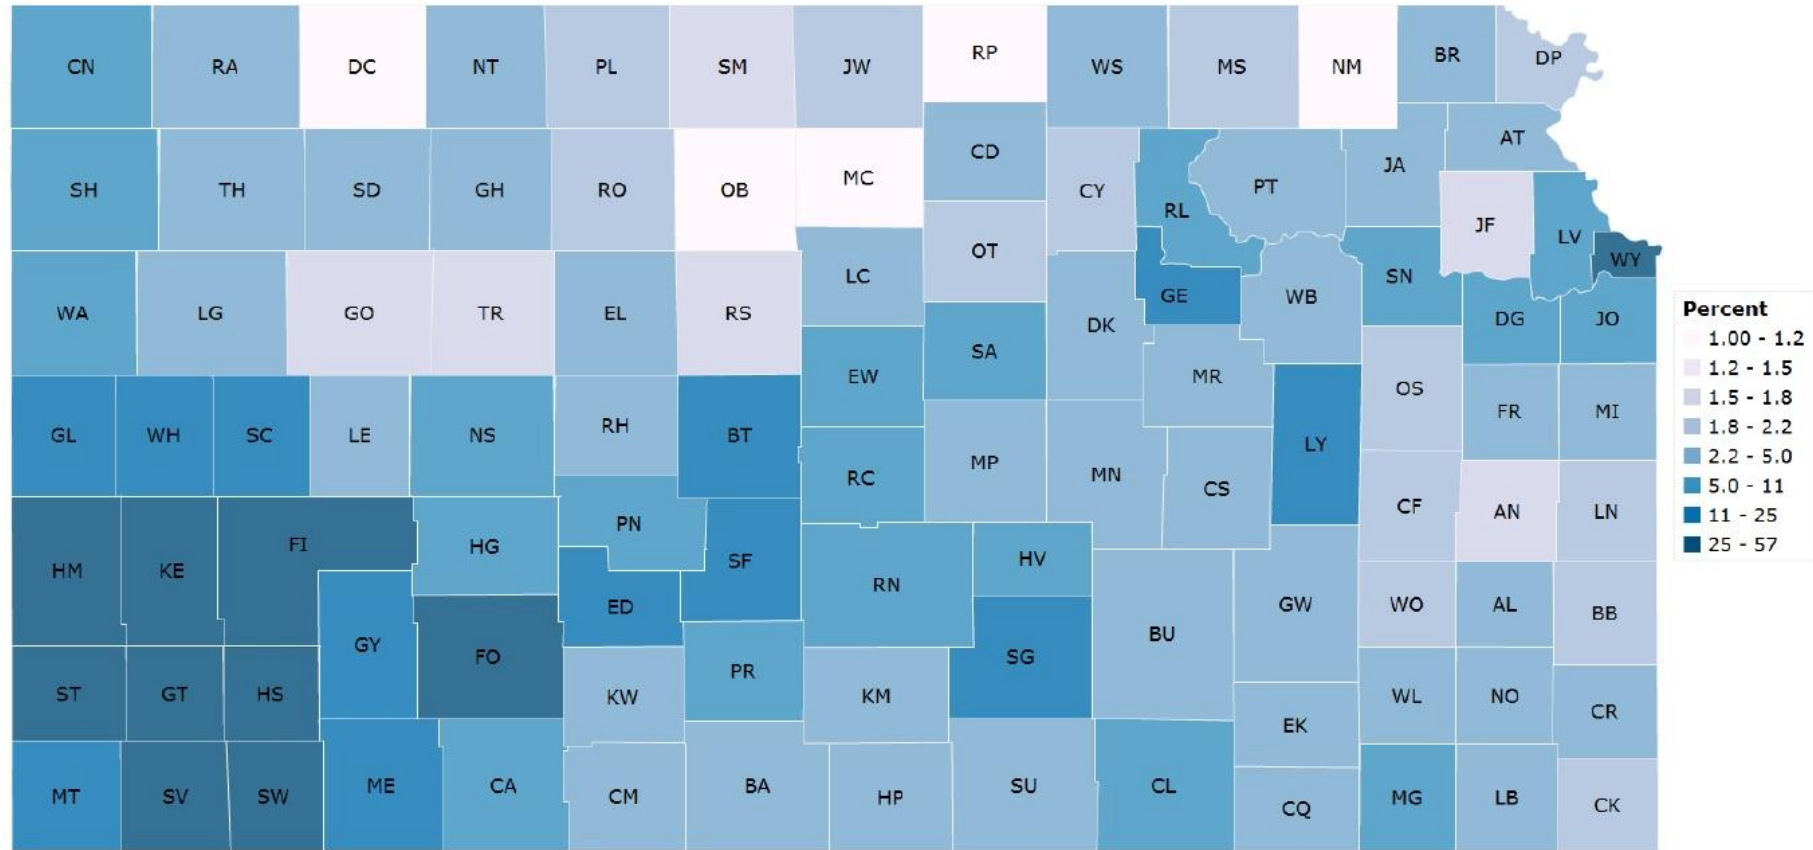 CN RA DC NT PL SM JW RP WS MS NM BR DP
SH TH SD GH RO OB MC CD CY RL PT JA AT
WA LG GO TR EL RS LC OT DK GE WB SN JF LV WY
EW SA MR OS DG JO
GL WH SC LE NS RH BT RC MP MN CS LY FR MI
HM KE FI HG PN SF RN HV CF AN LN
ED BU GW WO AL BB
ST GT HS GY FO KW PR KM SG EK WL NO CR
MT SV SW ME CA CM BA HP SU CL CQ MG LB CK
Percent
1.00 - 1.2
1.2 - 1.5
1.5 - 1.8
1.8 - 2.2
2.2 - 5.0
5.0 - 11
11 - 25
25 - 57